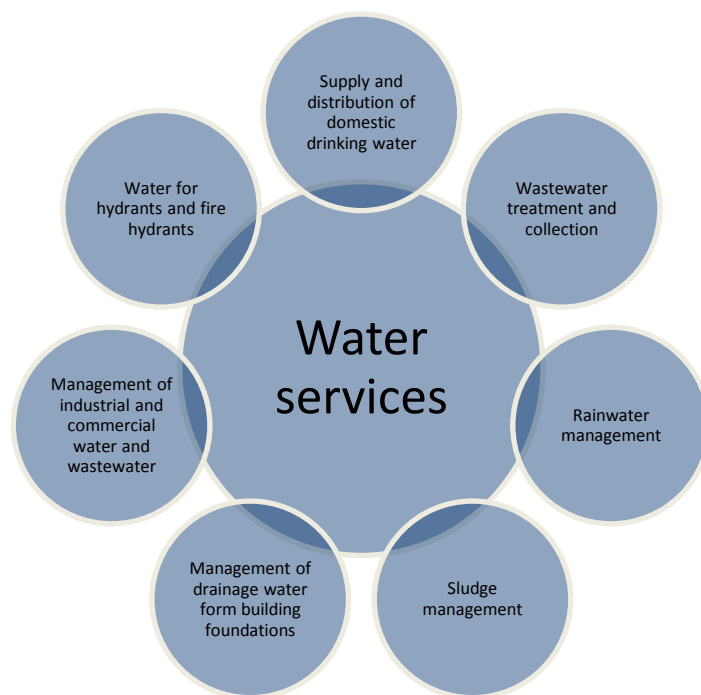 Supply and
distribution of
domestic
drinking water
Wastewater
treatment and
collection
Rainwater
management
Sludge
management
Management of
drainage water
form building
foundations
Management of
industrial and
commercial
water and
wastewater
Water for
hydrants and fire
hydrants
Water
services